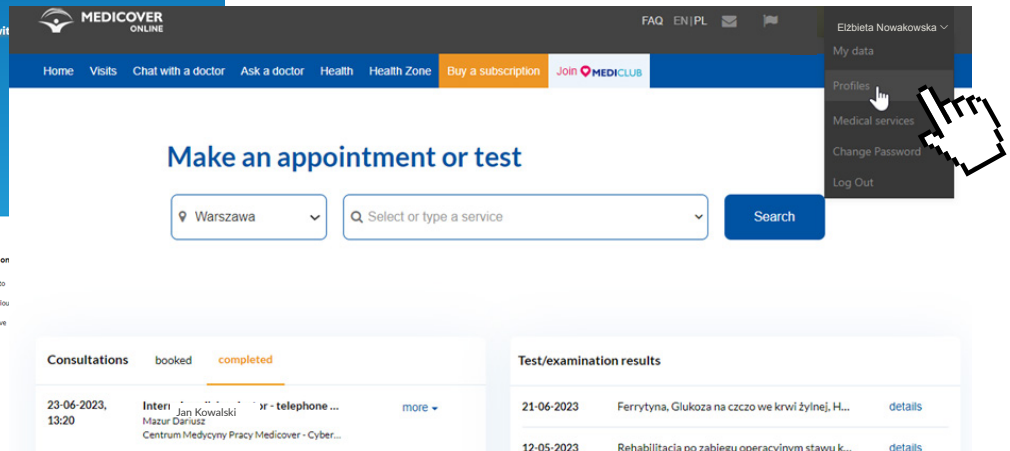 MEDICOVER
ONLINE
FAQ EN|PL
Elżbieta Nowakowska
My data
Profiles
Medical services
Change Password
Log Out
Home Visits Chat with a doctor Ask a doctor Health Health Zone Buy a subscription Join MEDICLUB
Make an appointment or test
Warszawa
Select or type a service
Search
Consultations booked completed
23-06-2023,
13:20
- telephone ...
more
Jan Kowalski
Mazur Dariusz
Centrum Medycyny Pracy Medicover - Cyber...
Test/examination results
21-06-2023 Ferrytyna, Glukoza na czczo we krwi żylnej, H... details
12-05-2023 Rehabilitacja po zabiegu operacyjnym stawu k... details